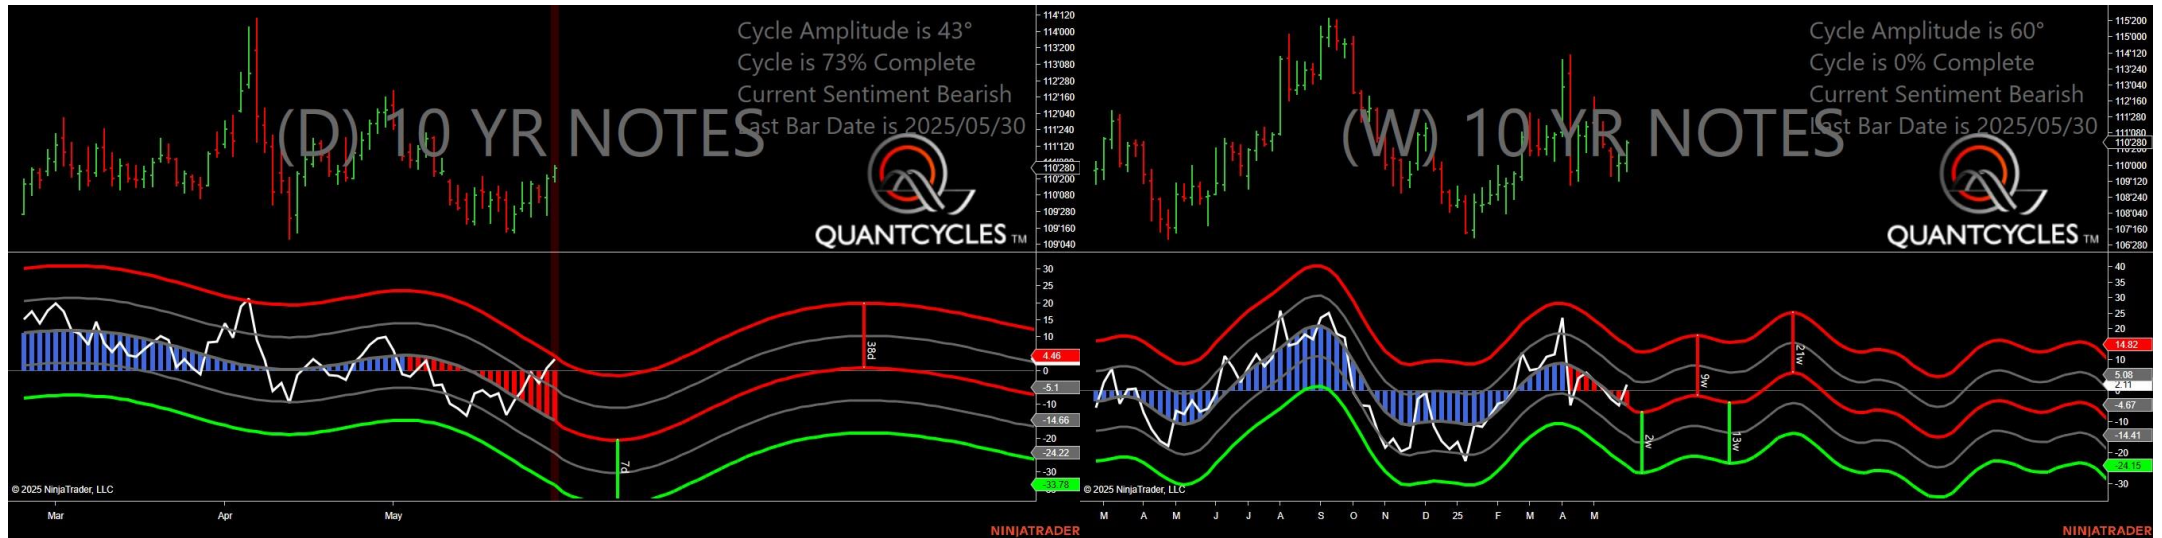 Cycle Amplitude is 43°
Cycle is 73% Complete
Current Sentiment Bearish
Last Bar Date is 2025/05/30
(D) 10 YR NOTES
QUANTCYCLES TM
114'120
114'000
113'200
113'080
112'280
112'160
112'040
111'240
111'120
110'280
110'200
110'080
109'280
109'160
109'040
30
25
20
15
10
4.46
0
-5.1
-10
-14.66
-20
-24.22
-30
-33.78
38d
7d
© 2025 NinjaTrader, LLC
Mar Apr May
NINJATRADER
Cycle Amplitude is 60°
Cycle is 0% Complete
Current Sentiment Bearish
Last Bar Date is 2025/05/30
(W) 10 YR NOTES
QUANTCYCLES TM
115'200
115'000
114'120
113'240
113'040
112'160
111'280
111'080
110'280
110'000
109'120
108'240
108'040
107'160
106'280
40
35
30
25
20
14.82
10
5.08
2.11
-4.67
-10
-14.41
-24.15
-30
9w
21w
2w
13w
© 2025 NinjaTrader, LLC
M A M J J A S O N D 25 F M A M
NINJATRADER